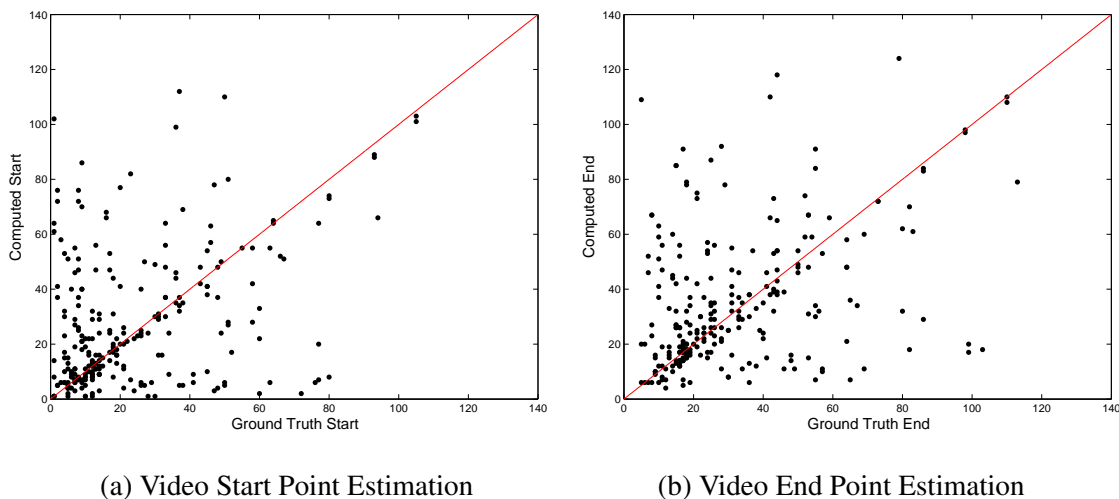 140
120
100
80
60
40
20
0
Computed Start
0 20 40 60 80 100 120 140
Ground Truth Start
(a) Video Start Point Estimation
140
120
100
80
60
40
20
0
Computed End
0 20 40 60 80 100 120 140
Ground Truth End
(b) Video End Point Estimation